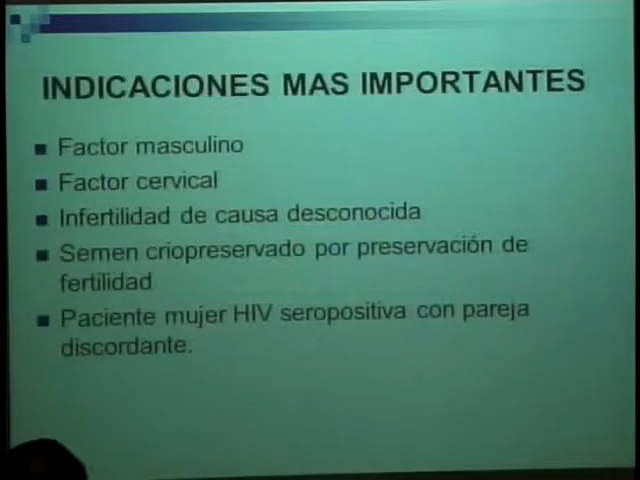 INDICACIONES MAS IMPORTANTES
Factor masculino
Factor cervical
Infertilidad de causa desconocida
Semen criopreservado por preservación de
fertilidad
Paciente mujer HIV seropositiva con pareja
discordante.